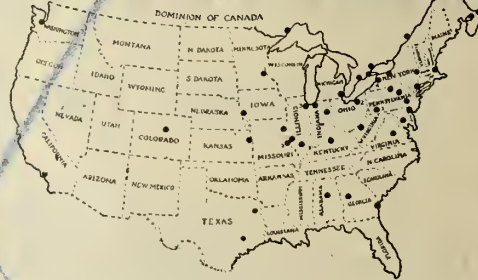 DOMINION OF CANADA
WASHINGTON
MONTANA
N DAKOTA
MINNESOTA
MAINE
OREGON
IDAHO
WYOMING
S DAKOTA
WISCONSIN
MICHIGAN
NEW YORK
NEVADA
UTAH
COLORADO
NEBRASKA
IOWA
ILLINOIS
INDIANA
OHIO
PENNSYLVANIA
CALIFORNIA
KANSAS
MISSOURI
KENTUCKY
W VIRGINIA
VIRGINIA
ARIZONA
NEW MEXICO
OKLAHOMA
ARKANSAS
TENNESSEE
N CAROLINA
S CAROLINA
TEXAS
LOUISIANA
MISSISSIPPI
ALABAMA
GEORGIA
FLORIDA